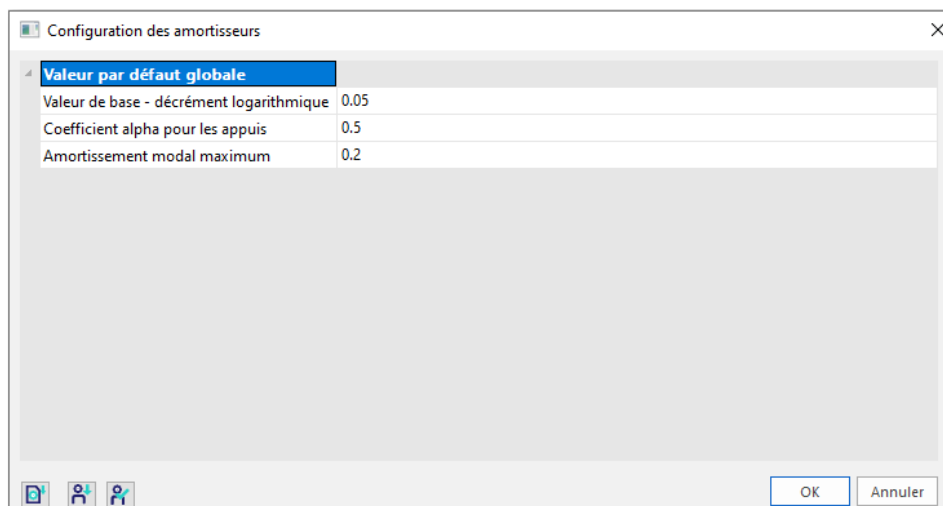 Configuration des amortisseurs
Valeur par défaut globale
Valeur de base - décrément logarithmique 0.05
Coefficient alpha pour les appuis 0.5
Amortissement modal maximum 0.2
OK Annuler